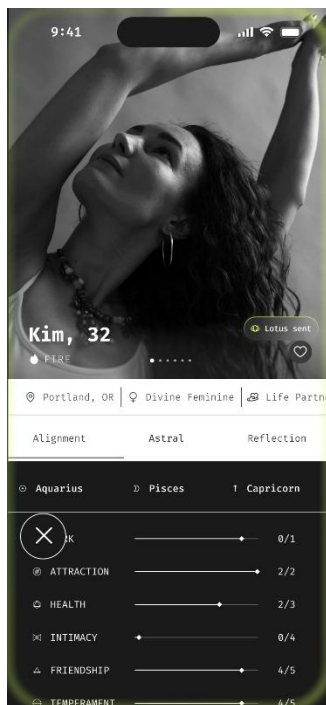 9:41
Lotus sent
Kim, 32
FIRE
Portland, OR | Divine Feminine | Life Partn
Alignment Astral Reflection
Aquarius Pisces ↑ Capricorn
RK 0/1
ATTRACTION 2/2
HEALTH 2/3
INTIMACY 0/4
FRIENDSHIP 4/5
TEMPERAMENT 4/5